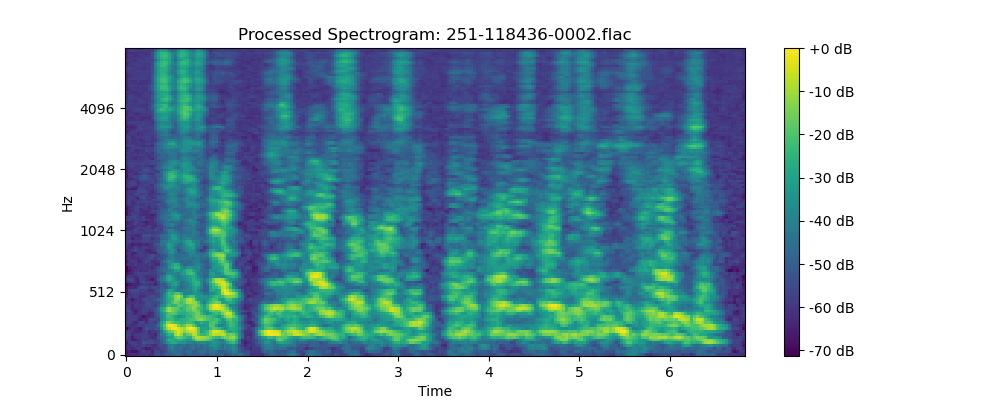 Processed Spectrogram: 251-118436-0002.flac
Hz
4096
2048
1024
512
0
0 1 2 3 4 5 6
Time
+0 dB
-10 dB
-20 dB
-30 dB
-40 dB
-50 dB
-60 dB
-70 dB